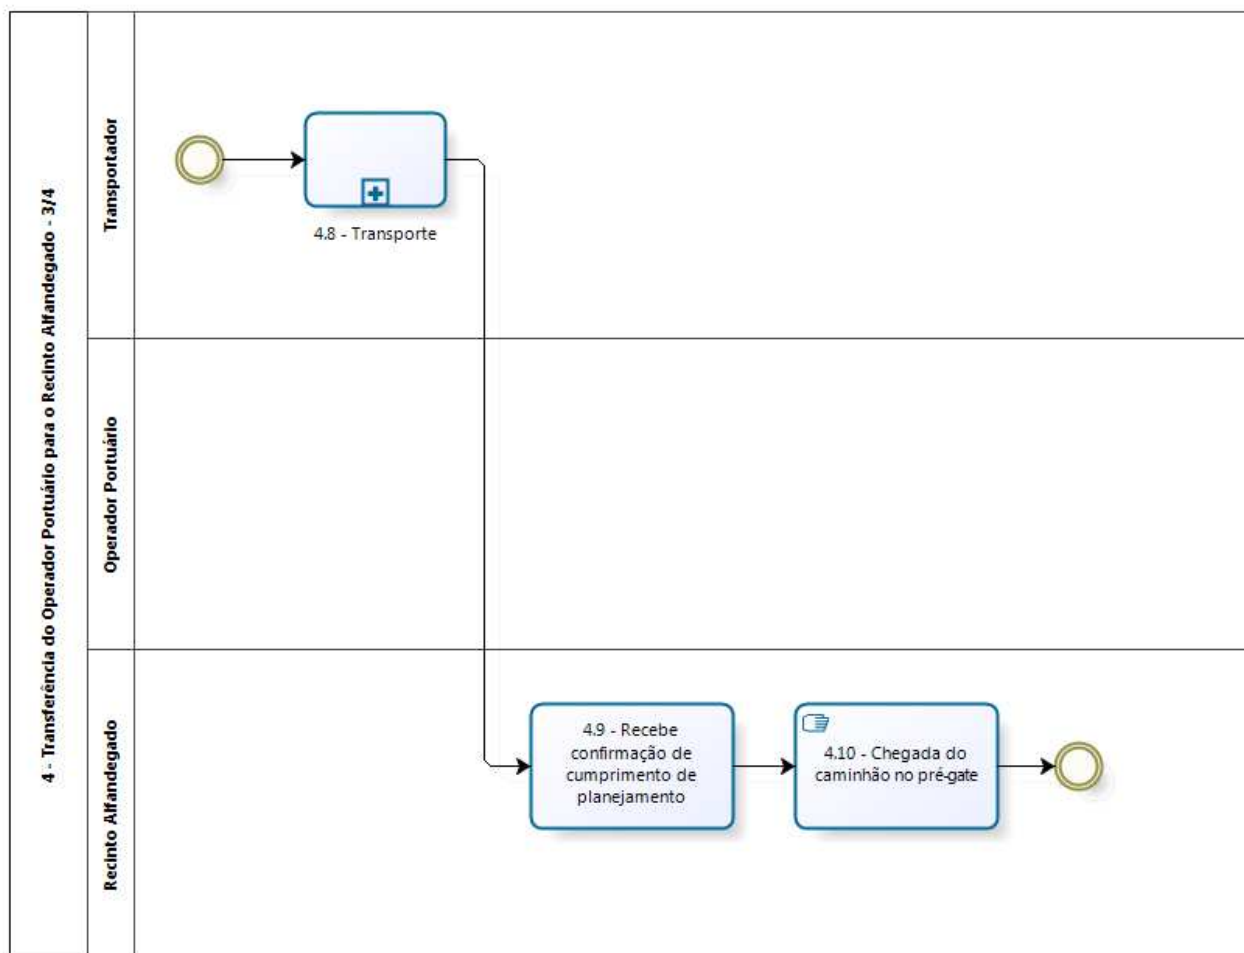 4 - Transferência do Operador Portuário para o Recinto Alfandegado - 3/4
Transportador
4.8 - Transporte
Operador Portuário
Recinto Alfandegado
4.9 - Recebe
confirmação de
cumprimento de
planejamento
4.10 - Chegada do
caminhão no pré-gate